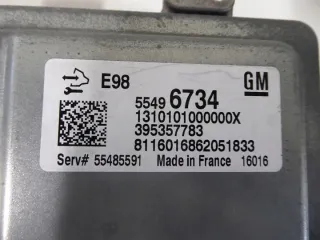 E98
GM
5549 6734
1310101000000X
395357783
8116016862051833
Serv# 55485591 Made in France 16016